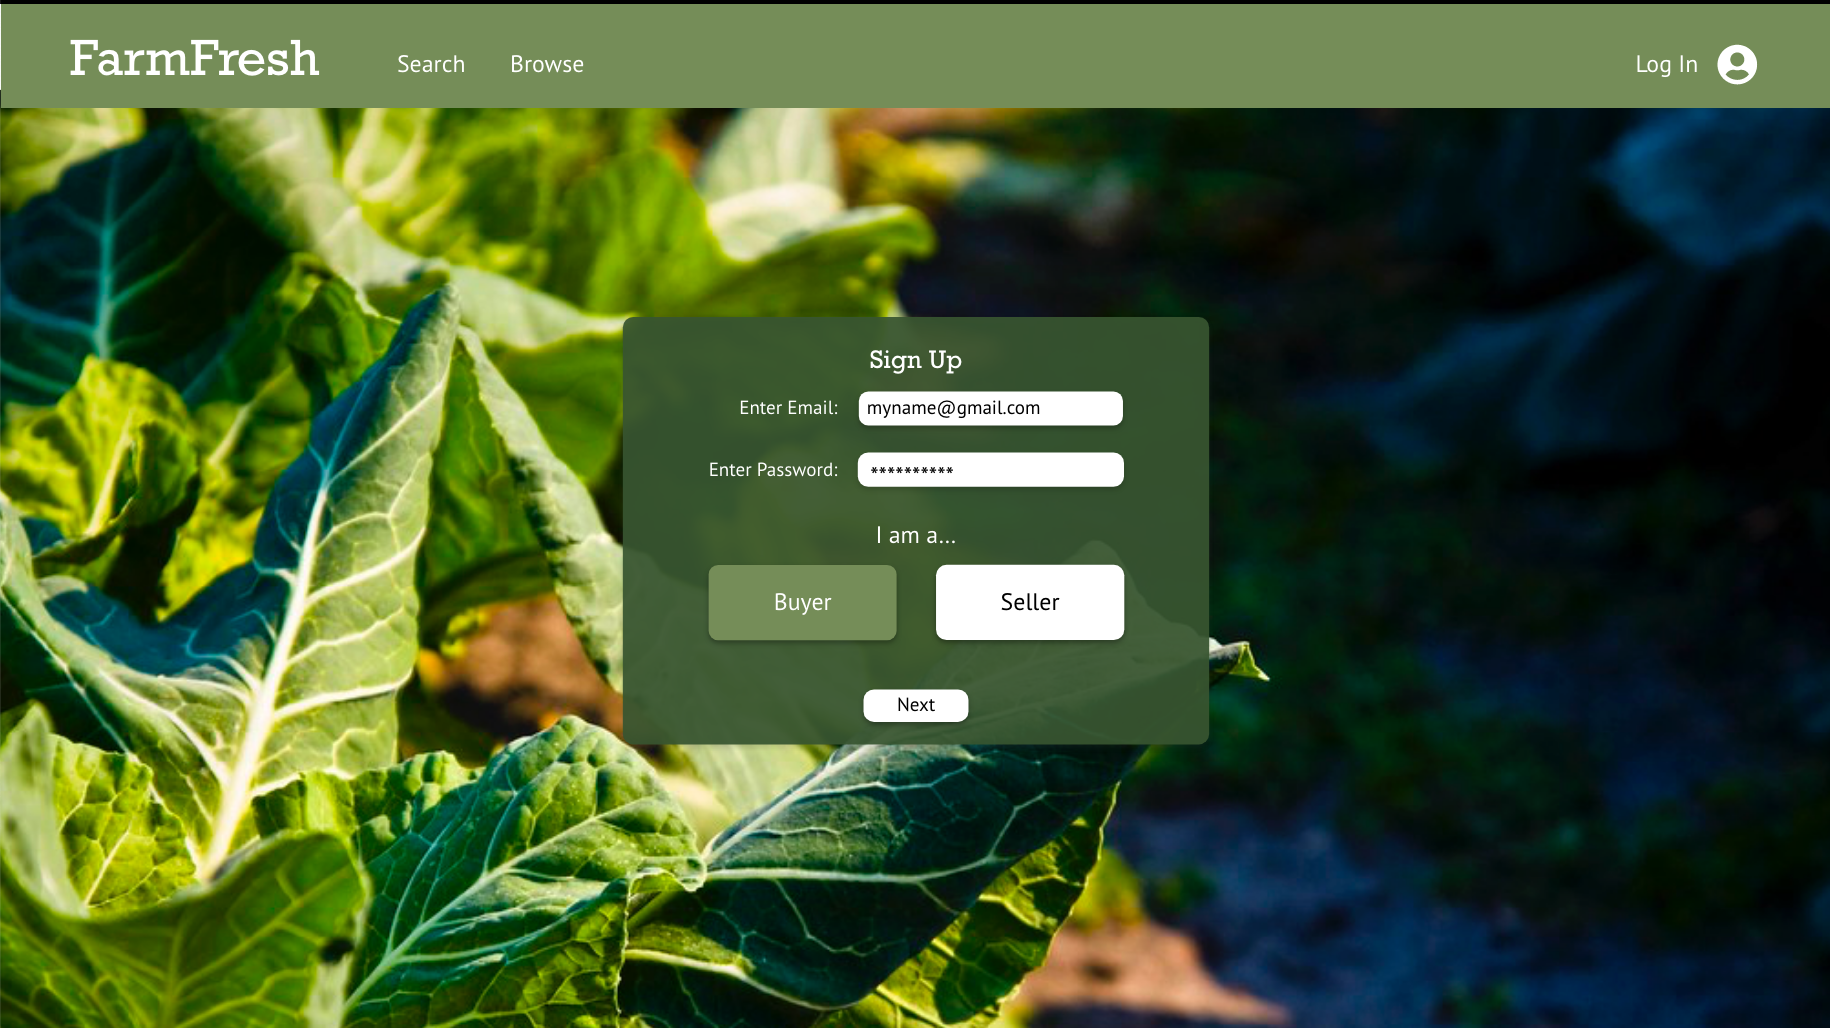 FarmFresh Search Browse Log In
Sign Up
Enter Email: myname@gmail.com
Enter Password: **********
I am a...
Buyer Seller
Next